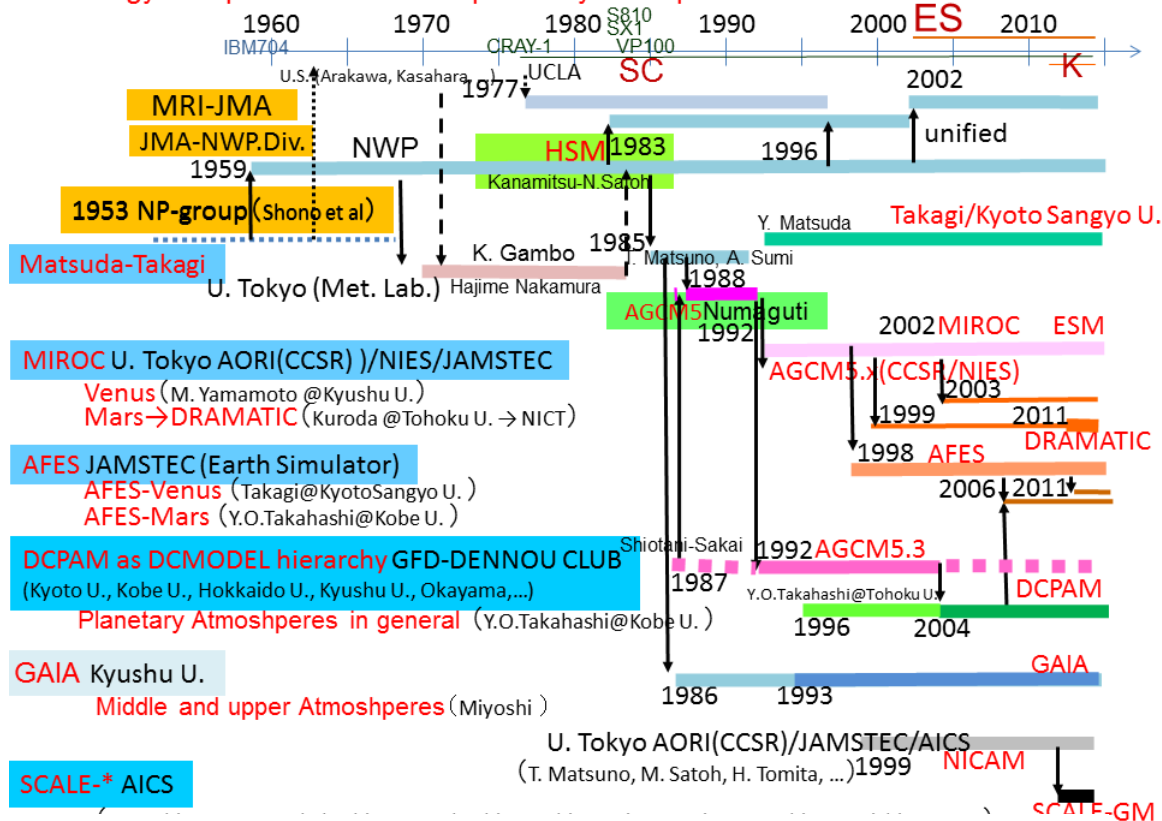 1960 1970 1980 1990 2000 2010
S810
SX1
ES
IBM704
CRAY-1
VP100
U.S. (Arakawa, Kasahara, ...)
UCLA
SC
K
1977
2002
MRI-JMA
JMA-NWP.Div.
NWP
HSM
1983
1996
unified
1959
Kanamitsu-N.Satoh
1953 NP-group (Shono et al)
Y. Matsuda
Takagi/Kyoto Sangyo U.
1985
K. Gambo
T. Matsuno, A. Sumi
Matsuda-Takagi
U. Tokyo (Met. Lab.)
Hajime Nakamura
1988
AGCM5 Numaguti
1992
2002 MIROC ESM
MIROC U. Tokyo AORI(CCSR) )/NIES/JAMSTEC
AGCM5.x(CCSR/NIES)
Venus (M. Yamamoto @Kyushu U.)
2003
Mars→DRAMATIC (Kuroda @Tohoku U. → NICT)
1999
2011
DRAMATIC
1998
AFES
AFES JAMSTEC (Earth Simulator)
AFES-Venus (Takagi@KyotoSangyo U.)
2006
2011
AFES-Mars (Y.O.Takahashi@Kobe U.)
Shiotani-Sakai
1992
AGCM5.3
DCPAM as DCMODEL hierarchy GFD-DENNOU CLUB
1987
(Kyoto U., Kobe U., Hokkaido U., Kyushu U., Okayama,...)
Y.O.Takahashi@Tohoku U.
DCPAM
Planetary Atmoshperes in general (Y.O.Takahashi@Kobe U. )
1996
2004
GAIA Kyushu U.
GAIA
1986
1993
Middle and upper Atmoshperes (Miyoshi )
U. Tokyo AORI(CCSR)/JAMSTEC/AICS
(T. Matsuno, M. Satoh, H. Tomita, ...)
1999
NICAM
SCALE-* AICS
SCALE-GM